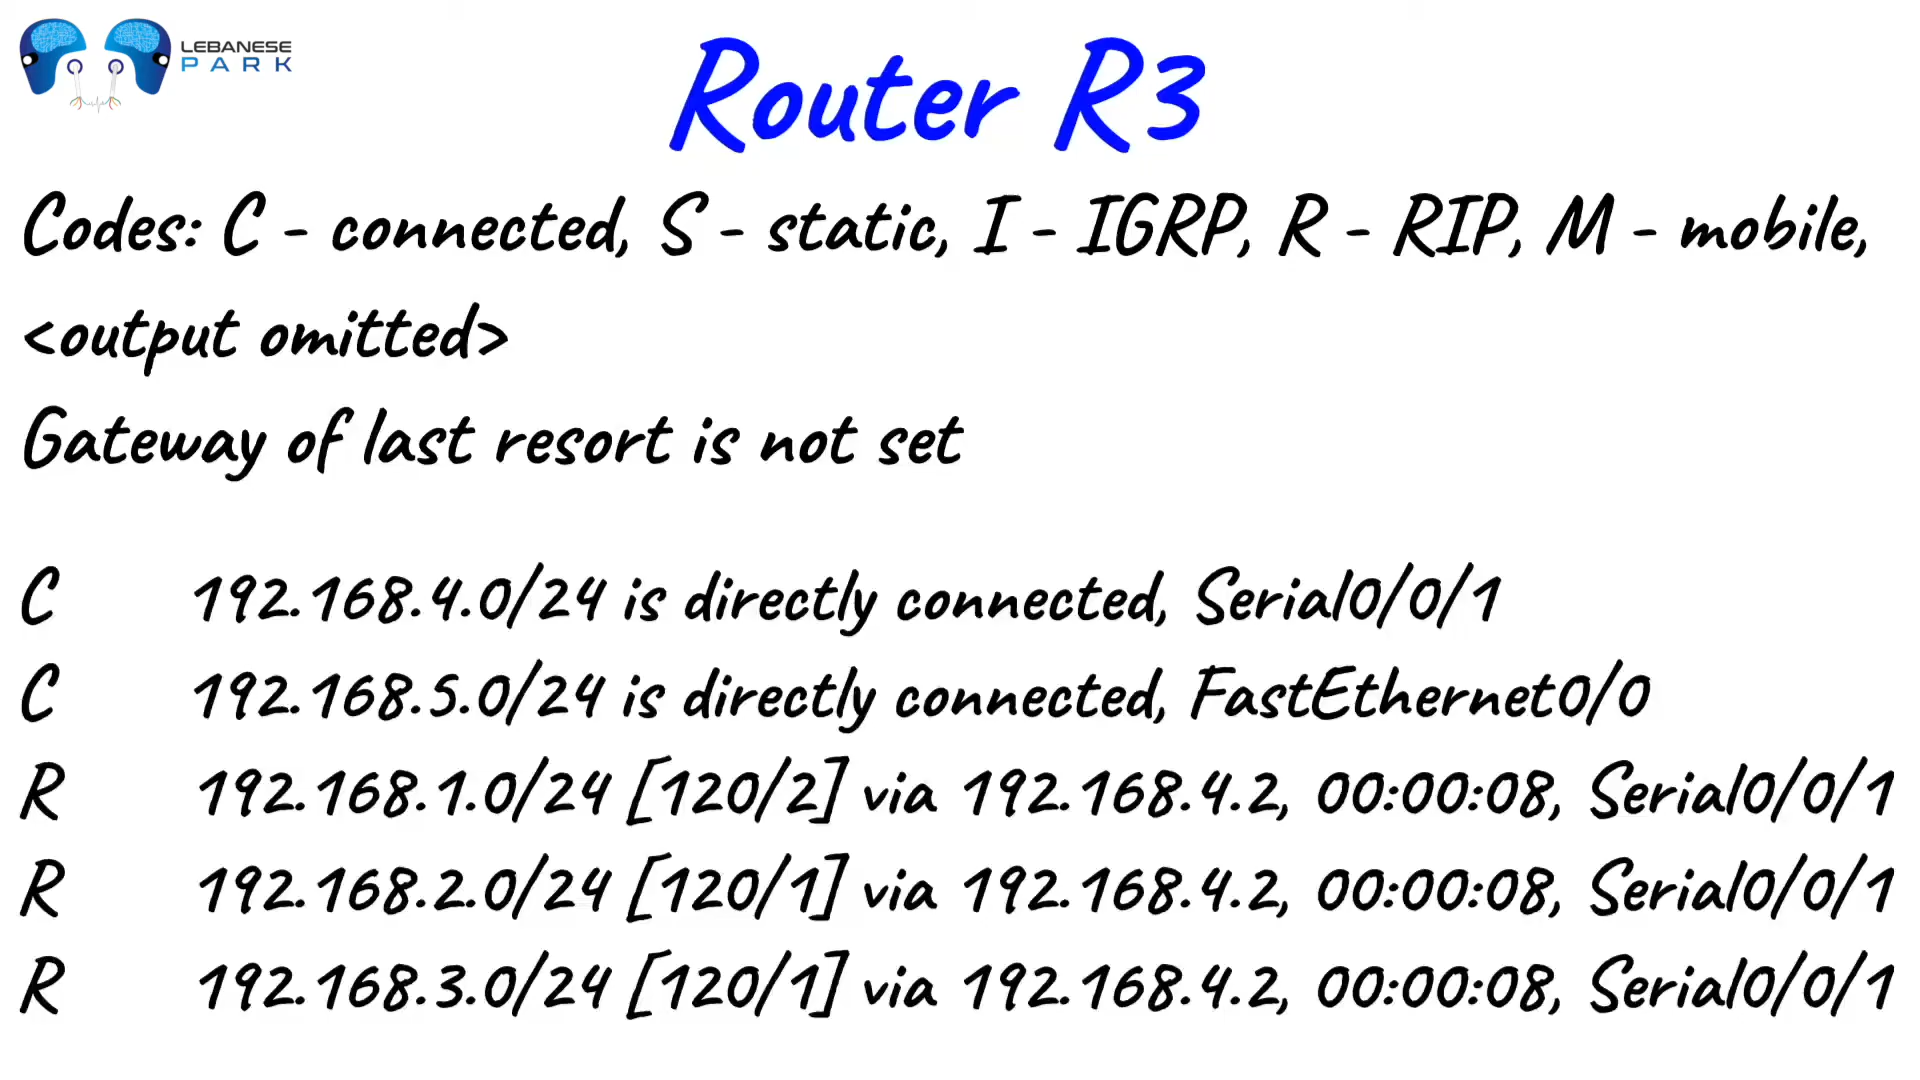 LEBANESE
PARK
Router R3
Codes: C - connected, S - static, I - IGRP, R - RIP, M - mobile,
<output omitted>
Gateway of last resort is not set
C 192.168.4.0/24 is directly connected, Serial0/0/1
C 192.168.5.0/24 is directly connected, FastEthernet0/0
R 192.168.1.0/24 [120/2] via 192.168.4.2, 00:00:08, Serial0/0/1
R 192.168.2.0/24 [120/1] via 192.168.4.2, 00:00:08, Serial0/0/1
R 192.168.3.0/24 [120/1] via 192.168.4.2, 00:00:08, Serial0/0/1